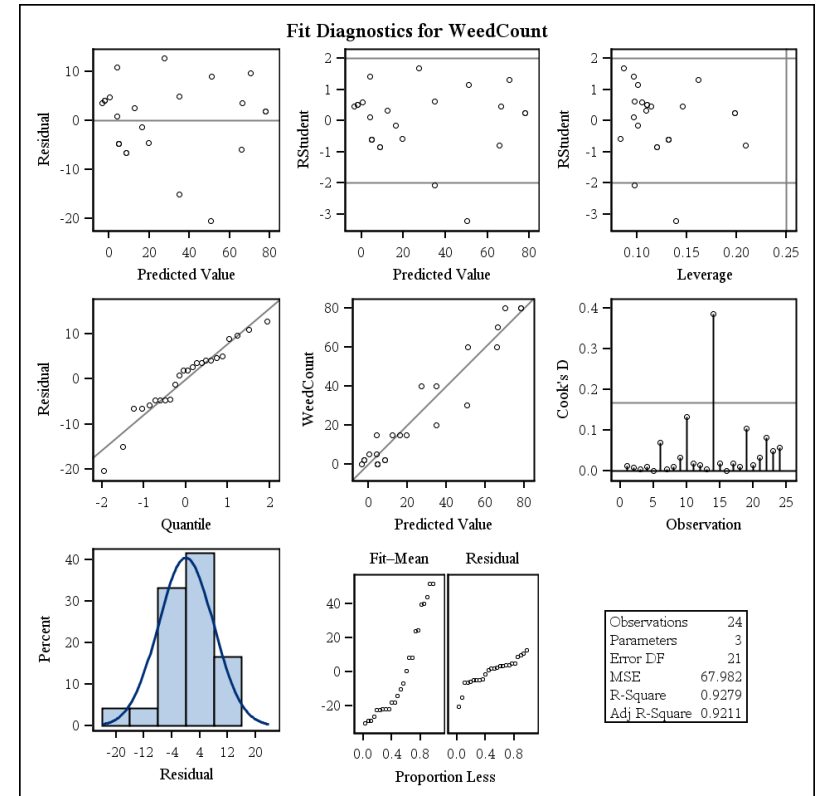 Fit Diagnostics for WeedCount
10
0
-10
-20
Residual
0 20 40 60 80
Predicted Value
2
1
0
-1
-2
-3
RStudent
0 20 40 60 80
Predicted Value
2
1
0
-1
-2
-3
RStudent
0.10 0.15 0.20 0.25
Leverage
10
0
-10
-20
Residual
-2 -1 0 1 2
Quantile
80
60
40
20
0
WeedCount
0 20 40 60 80
Predicted Value
0.4
0.3
0.2
0.1
0.0
Cook's D
0 5 10 15 20 25
Observation
40
30
20
10
0
Percent
-20 -12 -4 4 12 20
Residual
Fit–Mean Residual
40
20
0
-20
0.0 0.4 0.8 0.0 0.4 0.8
Proportion Less
Observations 24
Parameters 3
Error DF 21
MSE 67.982
R-Square 0.9279
Adj R-Square 0.9211